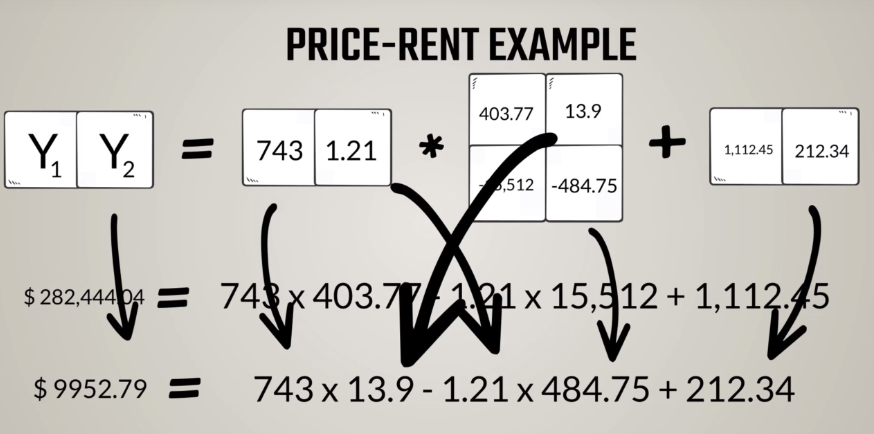 PRICE-RENT EXAMPLE
403.77 13.9
Y1 Y2 = 743 1.21 * + 1,112.45 212.34
-484.75
$ 282,444.04 = 743 x 403.77 - 1.21 x 15,512 + 1,112.45
$ 9952.79 = 743 x 13.9 - 1.21 x 484.75 + 212.34